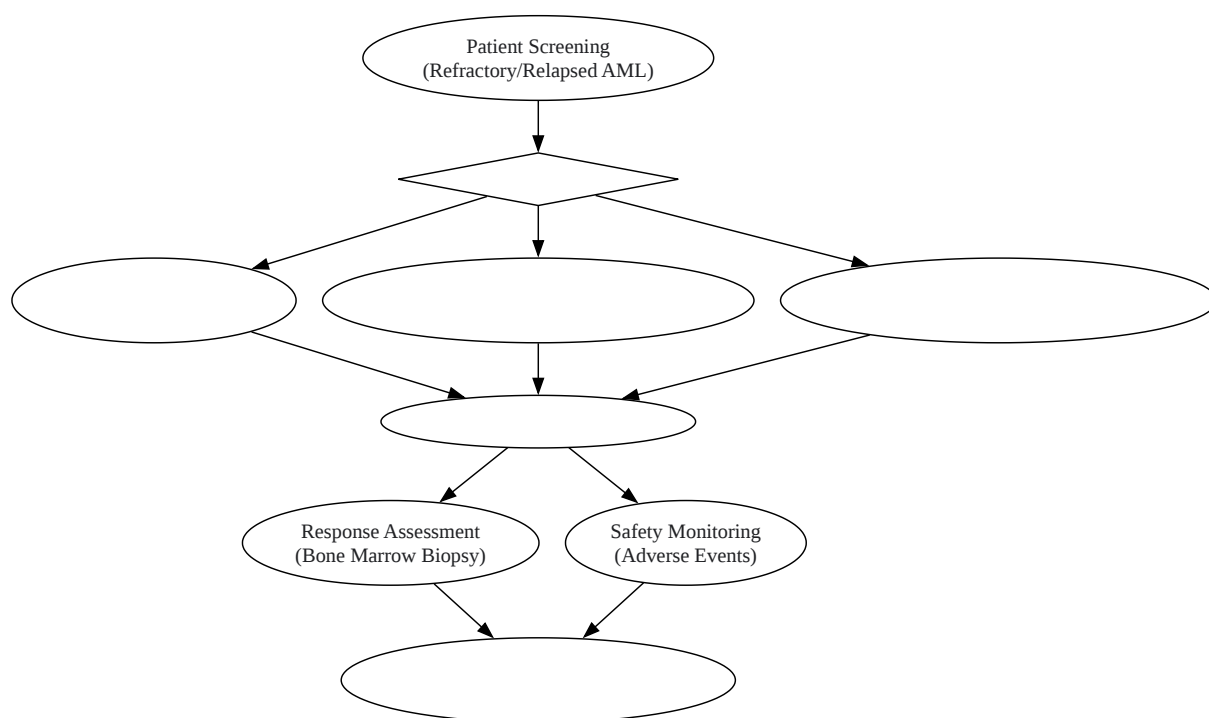 Patient Screening
(Refractory/Relapsed AML)
Response Assessment
(Bone Marrow Biopsy)
Safety Monitoring
(Adverse Events)